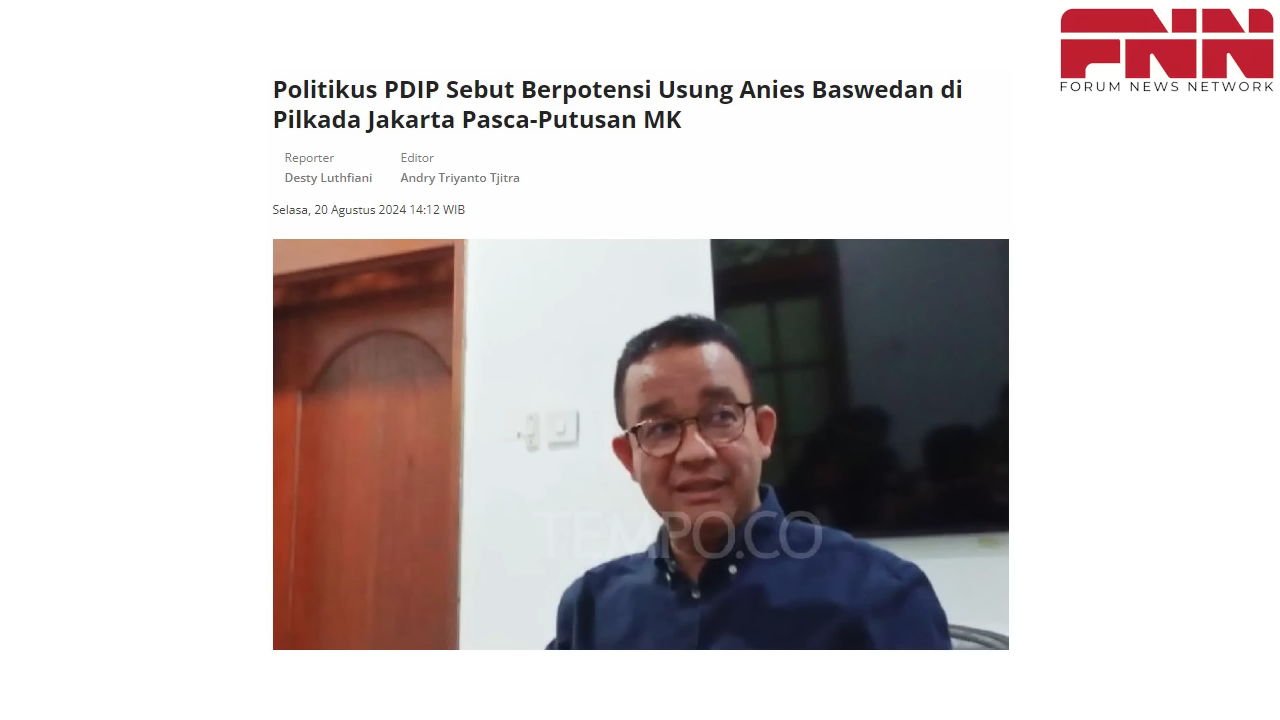 FNN
FORUM NEWS NETWORK
Politikus PDIP Sebut Berpotensi Usung Anies Baswedan di
Pilkada Jakarta Pasca-Putusan MK
Reporter Editor
Desty Luthfiani Andry Triyanto Tjitra
Selasa, 20 Agustus 2024 14:12 WIB
TEMPO.CO